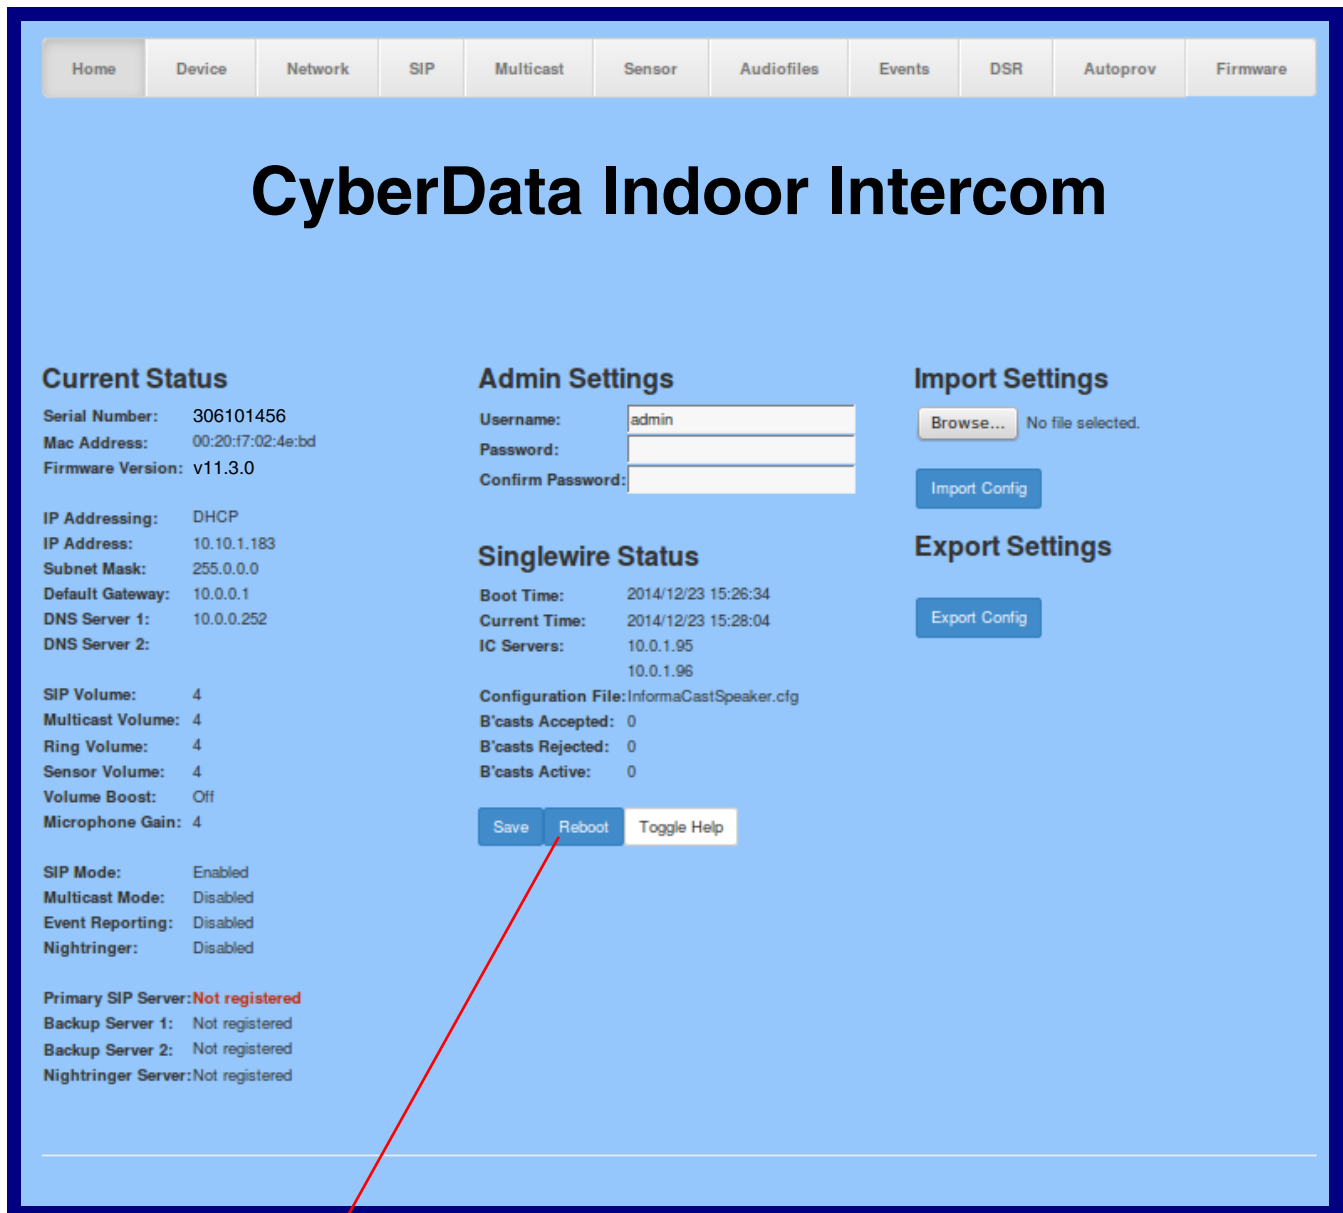 Home Device Network SIP Multicast Sensor Audiofiles Events DSR Autoprov Firmware
CyberData Indoor Intercom
Current Status
Serial Number: 306101456
Mac Address: 00:20:f7:02:4e:bd
Firmware Version: v11.3.0
IP Addressing: DHCP
IP Address: 10.10.1.183
Subnet Mask: 255.0.0.0
Default Gateway: 10.0.0.1
DNS Server 1: 10.0.0.252
DNS Server 2:
SIP Volume: 4
Multicast Volume: 4
Ring Volume: 4
Sensor Volume: 4
Volume Boost: Off
Microphone Gain: 4
SIP Mode: Enabled
Multicast Mode: Disabled
Event Reporting: Disabled
Nightringer: Disabled
Primary SIP Server: Not registered
Backup Server 1: Not registered
Backup Server 2: Not registered
Nightringer Server: Not registered
Admin Settings
Username: admin
Password:
Confirm Password:
Singlewire Status
Boot Time: 2014/12/23 15:26:34
Current Time: 2014/12/23 15:28:04
IC Servers: 10.0.1.95
10.0.1.96
Configuration File: InformaCastSpeaker.cfg
B'casts Accepted: 0
B'casts Rejected: 0
B'casts Active: 0
Save Reboot Toggle Help
Import Settings
Browse... No file selected.
Import Config
Export Settings
Export Config